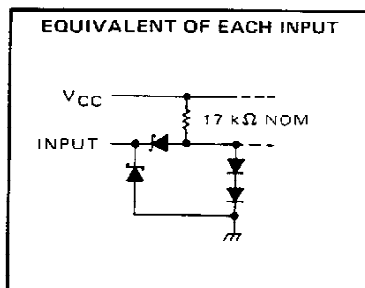 EQUIVALENT OF EACH INPUT
VCC
17 kΩ NOM
INPUT